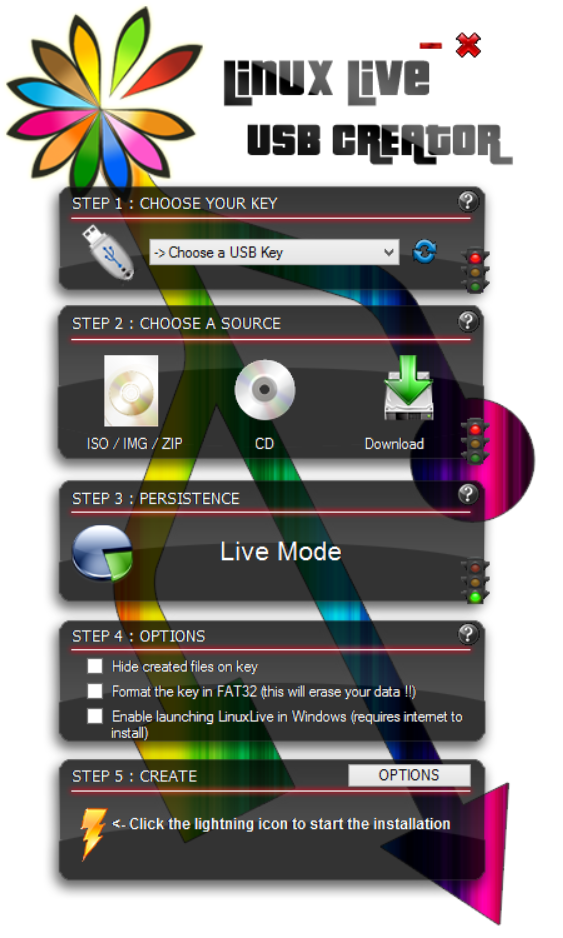 Linux Live
USB Creator
STEP 1 : CHOOSE YOUR KEY
?
-> Choose a USB Key
STEP 2 : CHOOSE A SOURCE
?
ISO / IMG / ZIP
CD
Download
STEP 3 : PERSISTENCE
?
Live Mode
STEP 4 : OPTIONS
?
Hide created files on key
Format the key in FAT32 (this will erase your data !!)
Enable launching LinuxLive in Windows (requires internet to
install)
STEP 5 : CREATE
OPTIONS
<- Click the lightning icon to start the installation